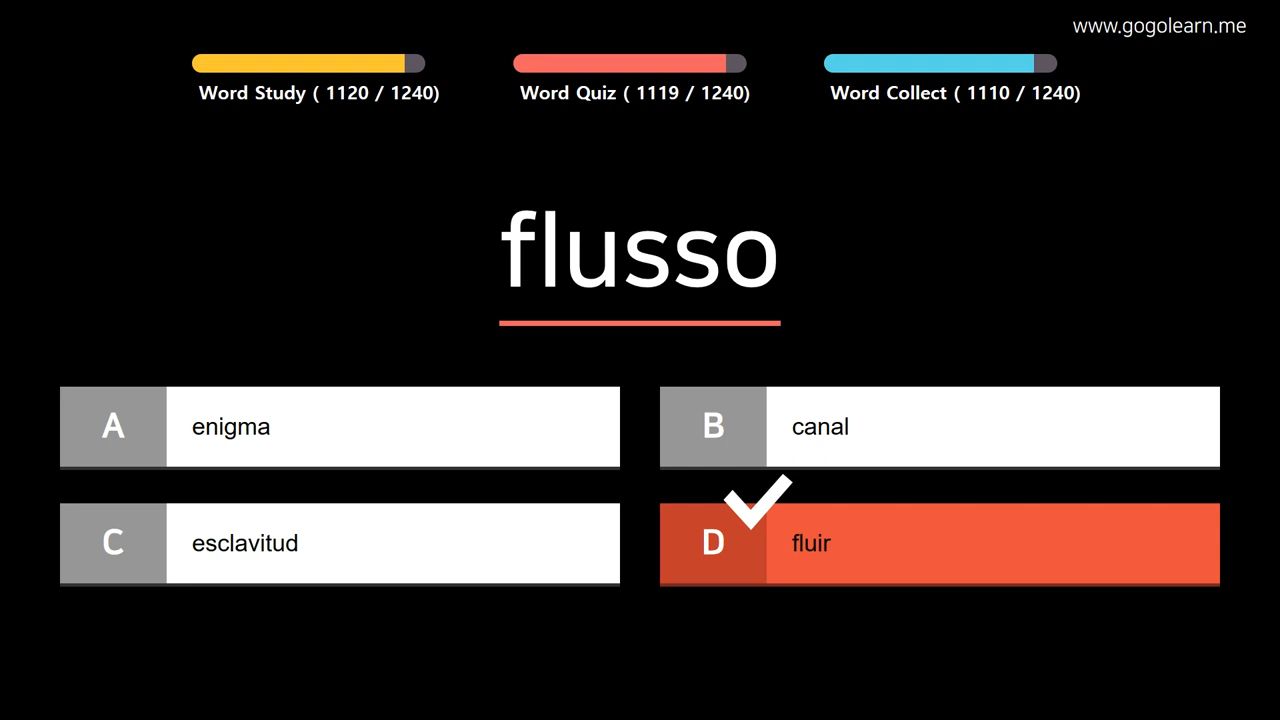 www.gogolearn.me
Word Study ( 1120 / 1240)
Word Quiz ( 1119 / 1240)
Word Collect ( 1110 / 1240)
flusso
A enigma
B canal
C esclavitud
D fluir